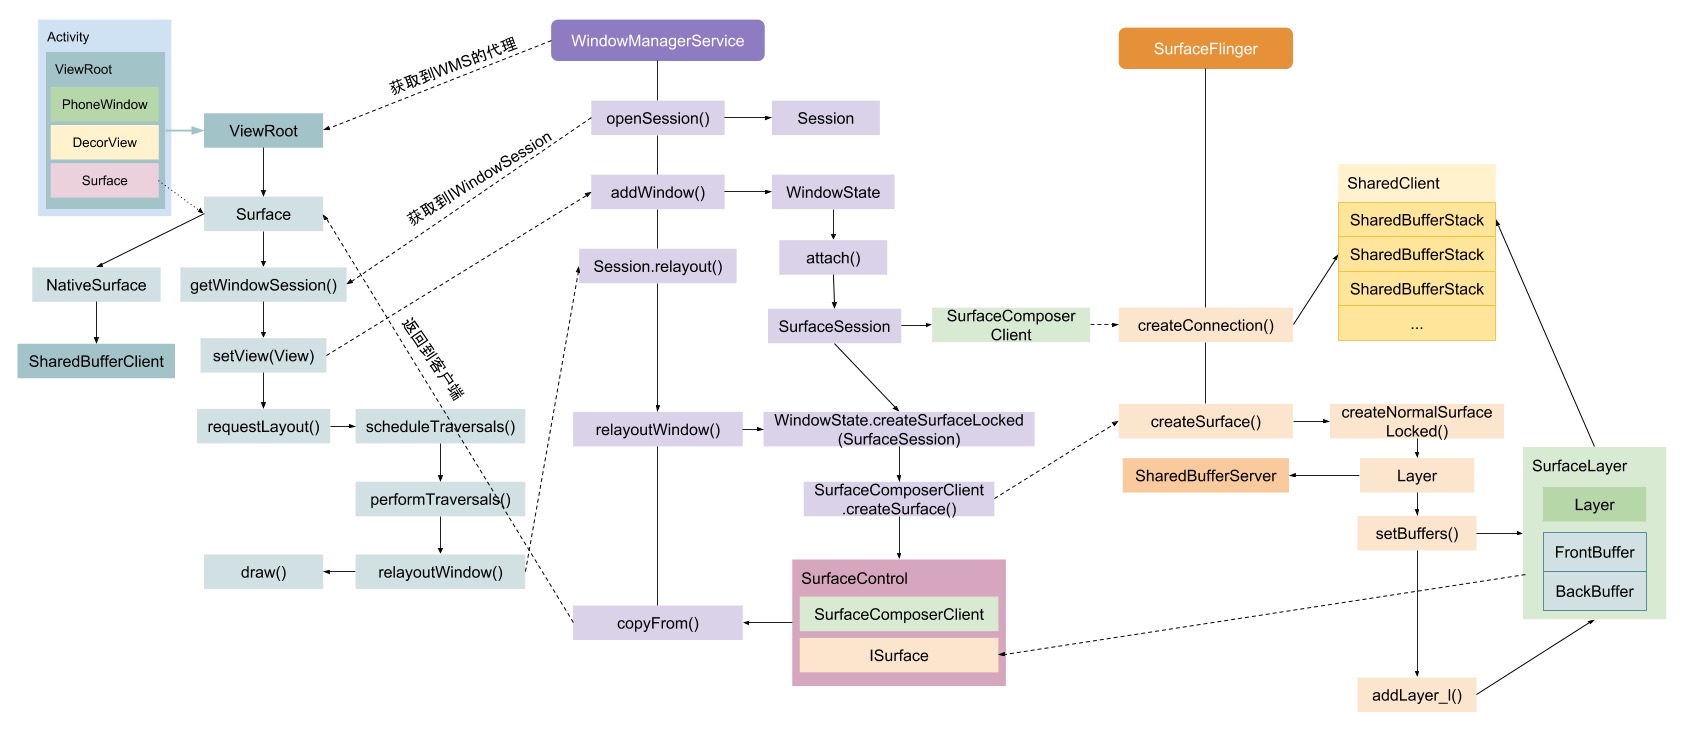 Activity
ViewRoot
PhoneWindow
DecorView
Surface
ViewRoot
Surface
NativeSurface
SharedBufferClient
getWindowSession()
setView(View)
requestLayout()
scheduleTraversals()
performTraversals()
relayoutWindow()
draw()
获取到WMS的代理
获取到IWindowSession
返回到客户端
WindowManagerService
openSession()
Session
addWindow()
WindowState
attach()
Session.relayout()
SurfaceSession
SurfaceComposer
Client
relayoutWindow()
WindowState.createSurfaceLocked
(SurfaceSession)
SurfaceComposerClient
.createSurface()
SurfaceControl
SurfaceComposerClient
ISurface
copyFrom()
SurfaceFlinger
createConnection()
SharedClient
SharedBufferStack
SharedBufferStack
SharedBufferStack
...
createSurface()
createNormalSurface
Locked()
SharedBufferServer
Layer
setBuffers()
addLayer_l()
SurfaceLayer
Layer
FrontBuffer
BackBuffer